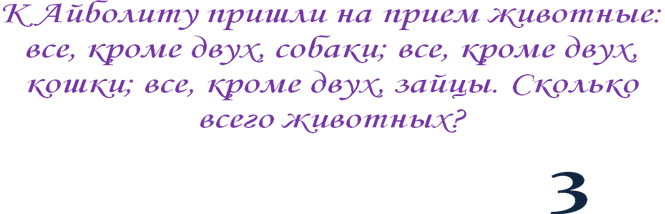 К Айболиту пришли на прием животные:
все, кроме двух, собаки; все, кроме двух,
кошки; все, кроме двух, зайцы. Сколько
всего животных?
3